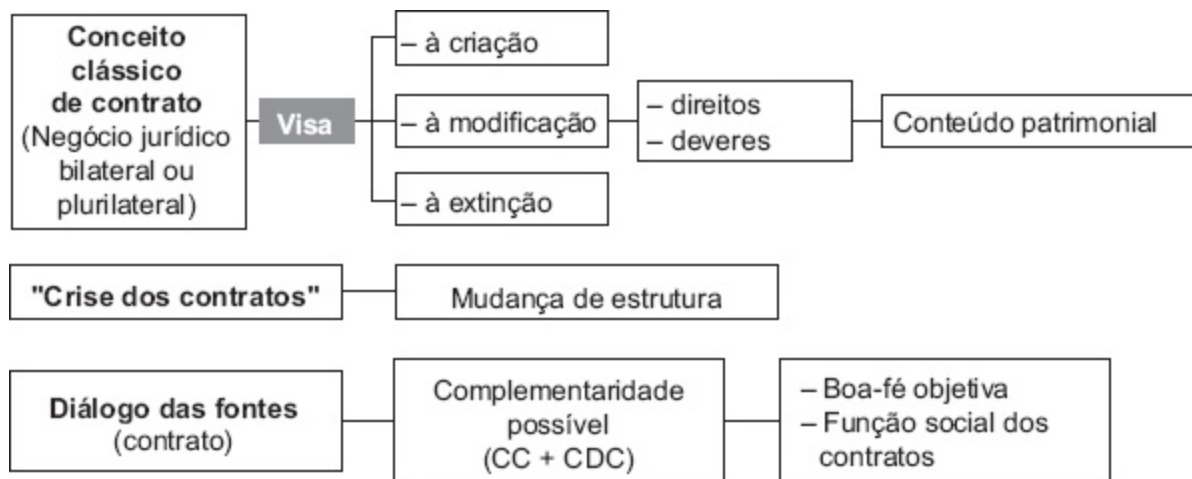 Conceito
clássico
de contrato
(Negócio jurídico
bilateral ou
plurilateral)
Visa
– à criação
– à modificação
– à extinção
– direitos
– deveres
Conteúdo patrimonial
"Crise dos contratos"
Mudança de estrutura
Diálogo das fontes
(contrato)
Complementaridade
possível
(CC + CDC)
– Boa-fé objetiva
– Função social dos
contratos